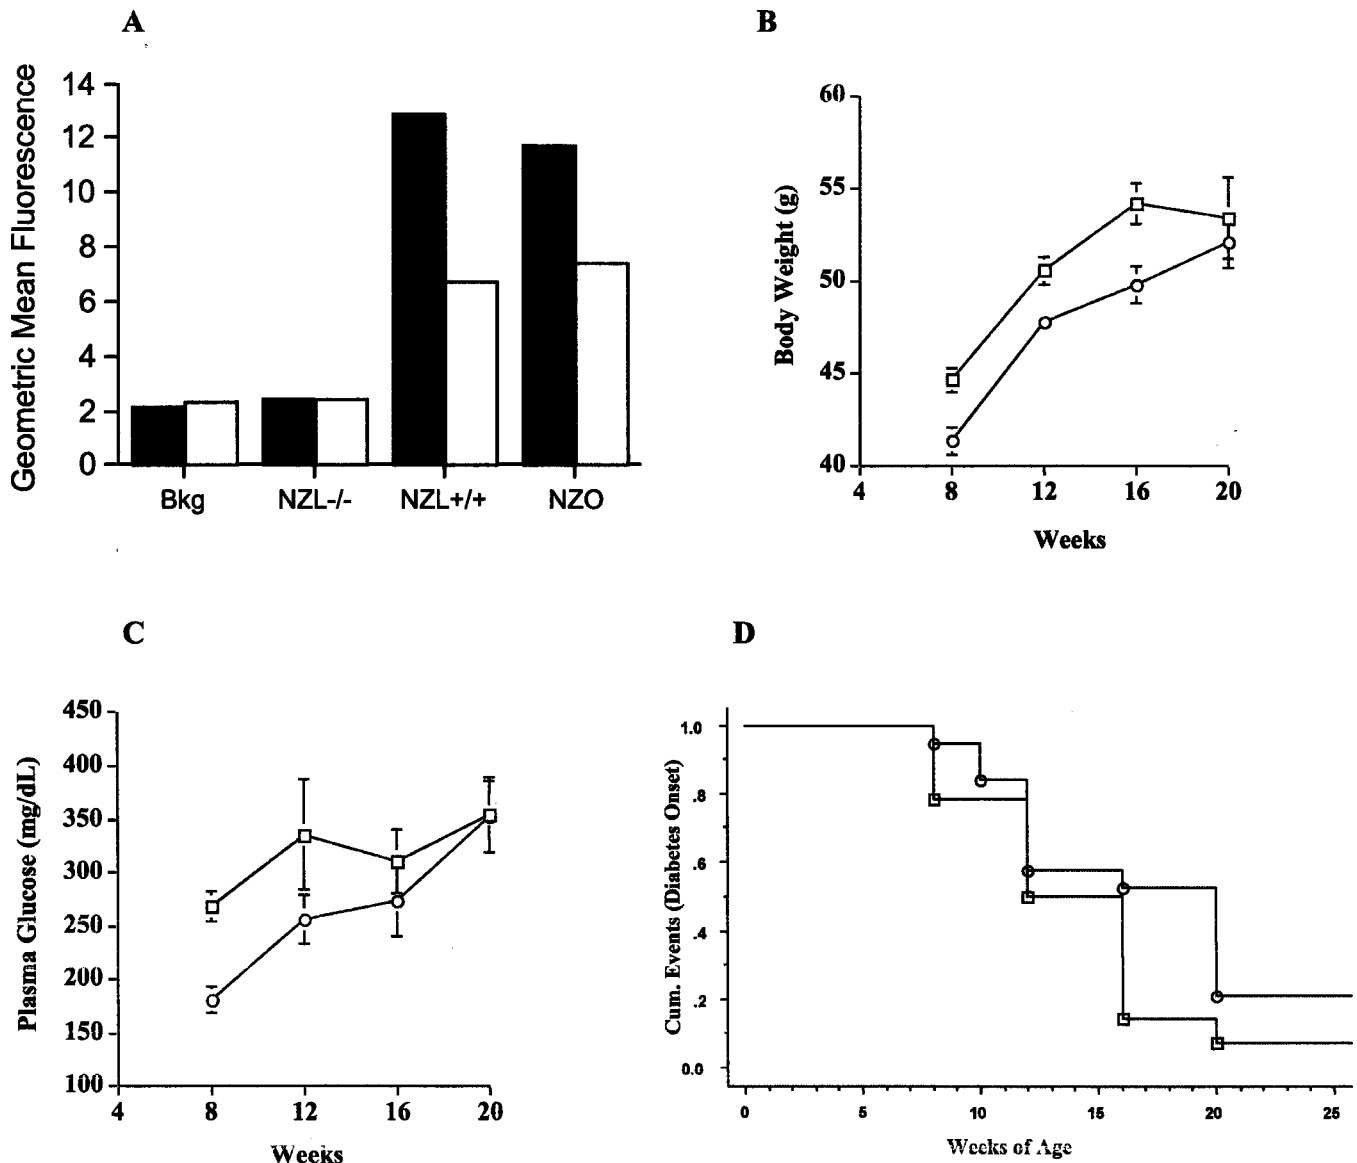 A
Geometric Mean Fluorescence
14
12
10
8
6
4
2
0
Bkg NZL-/- NZL+/+ NZO
B
Body Weight (g)
60
55
50
45
40
4 8 12 16 20
Weeks
C
Plasma Glucose (mg/dL)
450
400
350
300
250
200
150
100
4 8 12 16 20
Weeks
D
Cum. Events (Diabetes Onset)
1.0
.8
.6
.4
.2
0.0
0 5 10 15 20 25
Weeks of Age